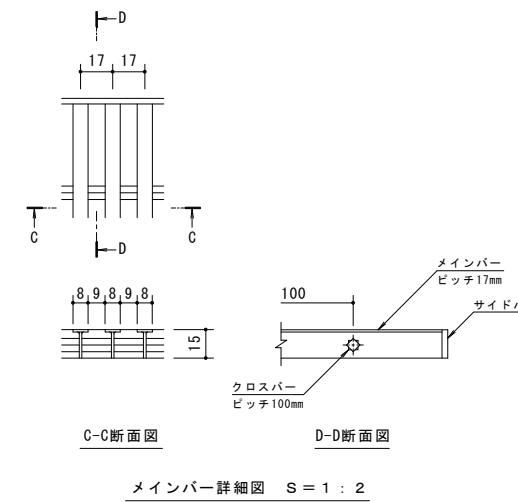 D
17 17
C C
D
8 9 8 9 8
15
100
メインバー
ピッチ17mm
サイドバ
クロスバー
ピッチ100mm
C-C断面図
D-D断面図
メインバー詳細図 S=1:2